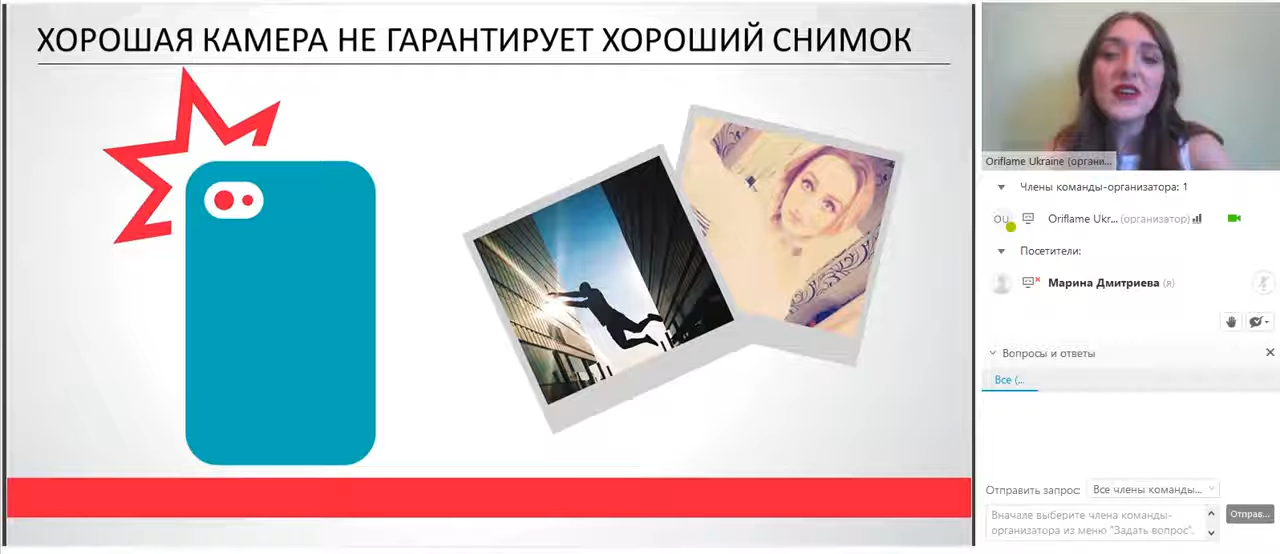 ХОРОШАЯ КАМЕРА НЕ ГАРАНТИРУЕТ ХОРОШИЙ СНИМОК
Oriflame Ukraine (органи...
Члены команды-организатора: 1
OU
Oriflame Ukr... (организатор)
Посетители:
Марина Дмитриева (я)
Вопросы и ответы
Все (...
Отправить запрос:
Все члены команды...
Вначале выберите члена команды-
организатора из меню "Задать вопрос".
Отправ...